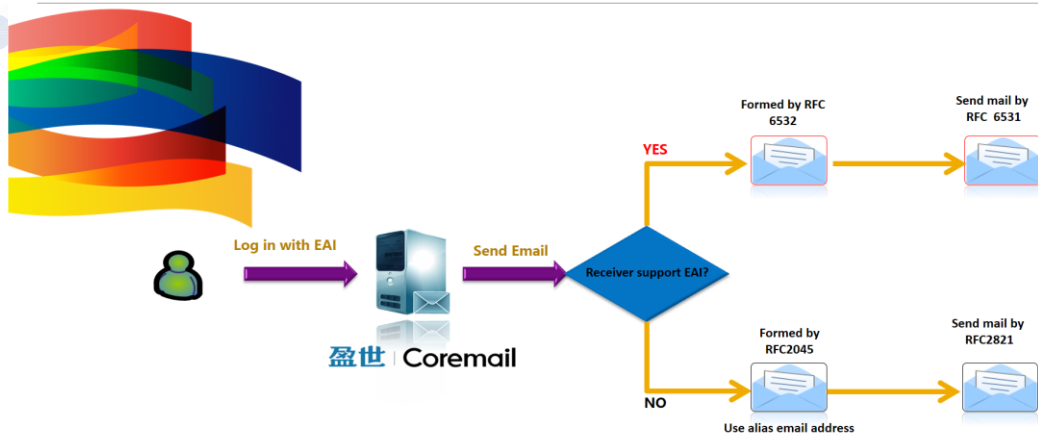 Formed by RFC
6532
Send mail by
RFC 6531
YES
Log in with EAI
Send Email
Receiver support EAI?
盈世 | Coremail
Formed by
RFC2045
Send mail by
RFC2821
NO
Use alias email address